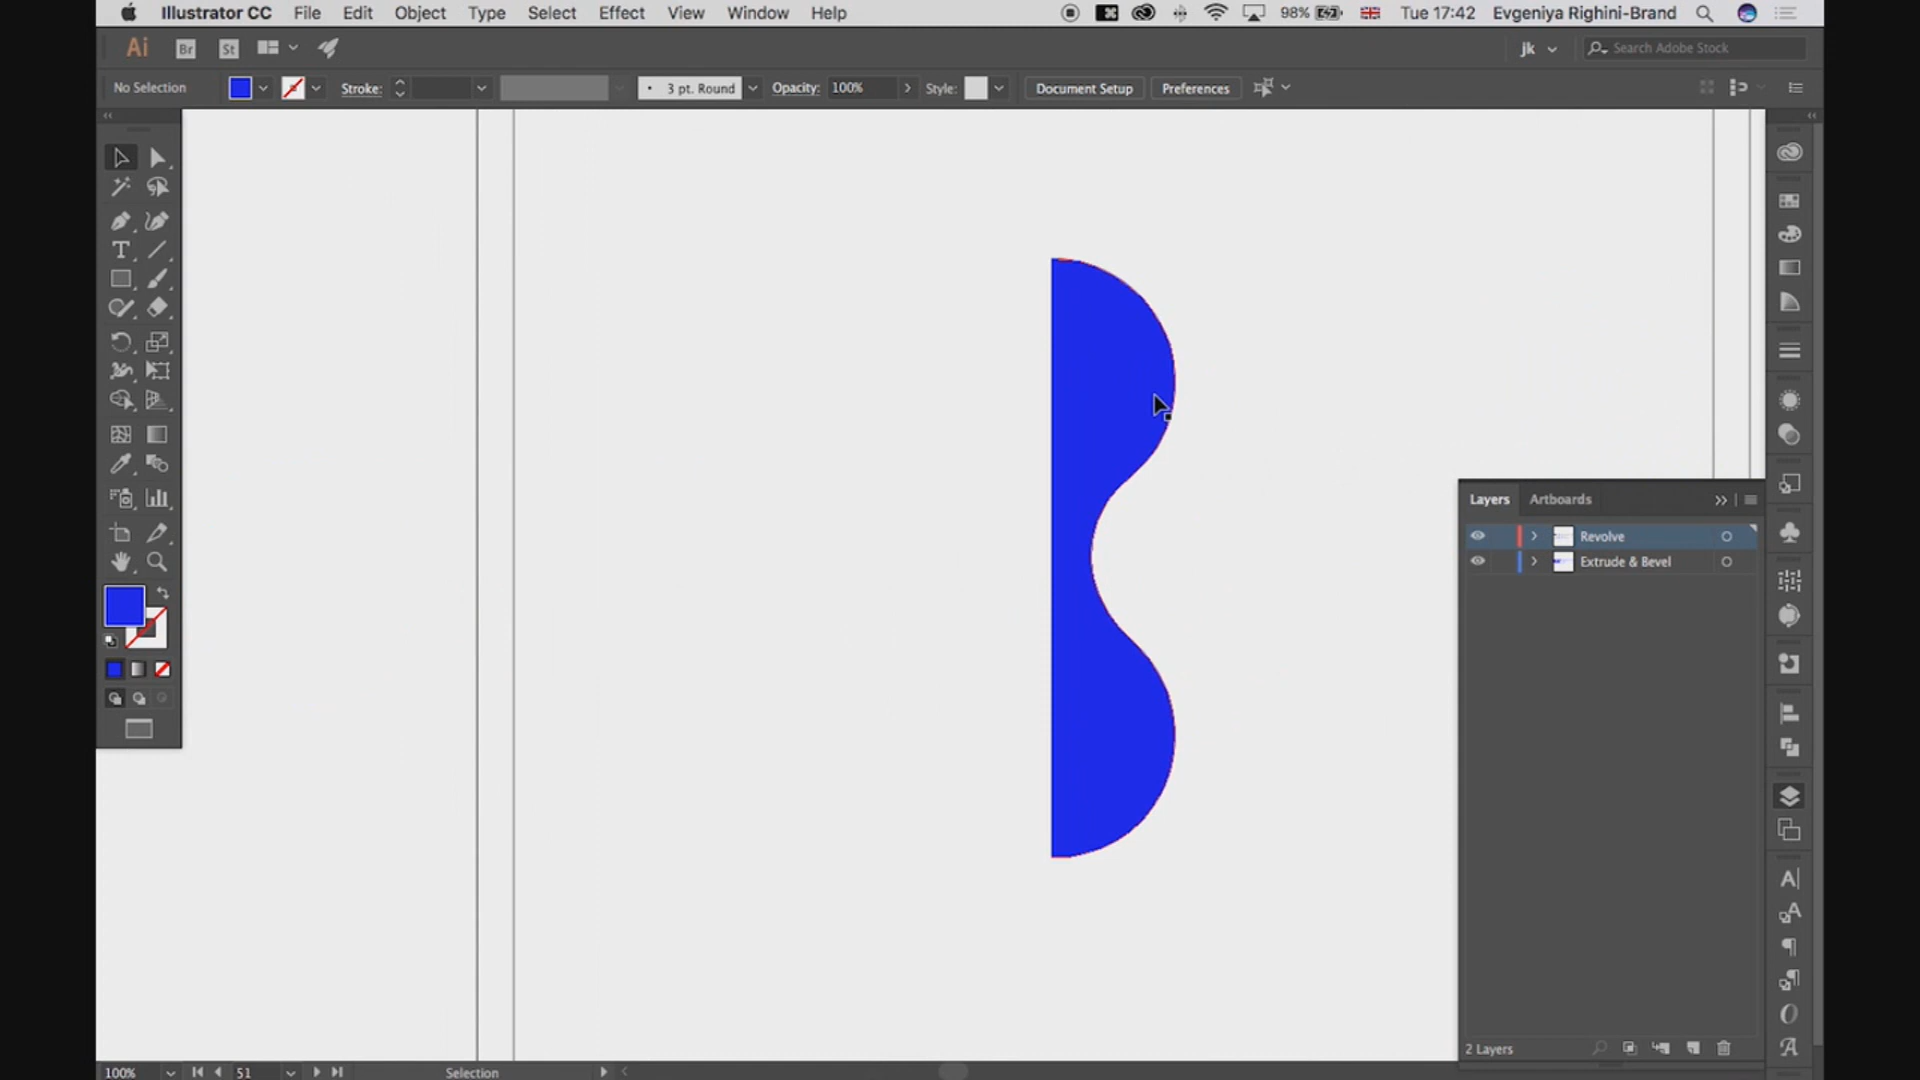 Illustrator CC File Edit Object Type Select Effect View Window Help 98% Tue 17:42 Evgeniya Righini-Brand
Ai Br St jk Search Adobe Stock
No Selection Stroke: 3 pt. Round Opacity: 100% Style: Document Setup Preferences
Layers Artboards
Revolve
Extrude & Bevel
2 Layers
100% 51 Selection